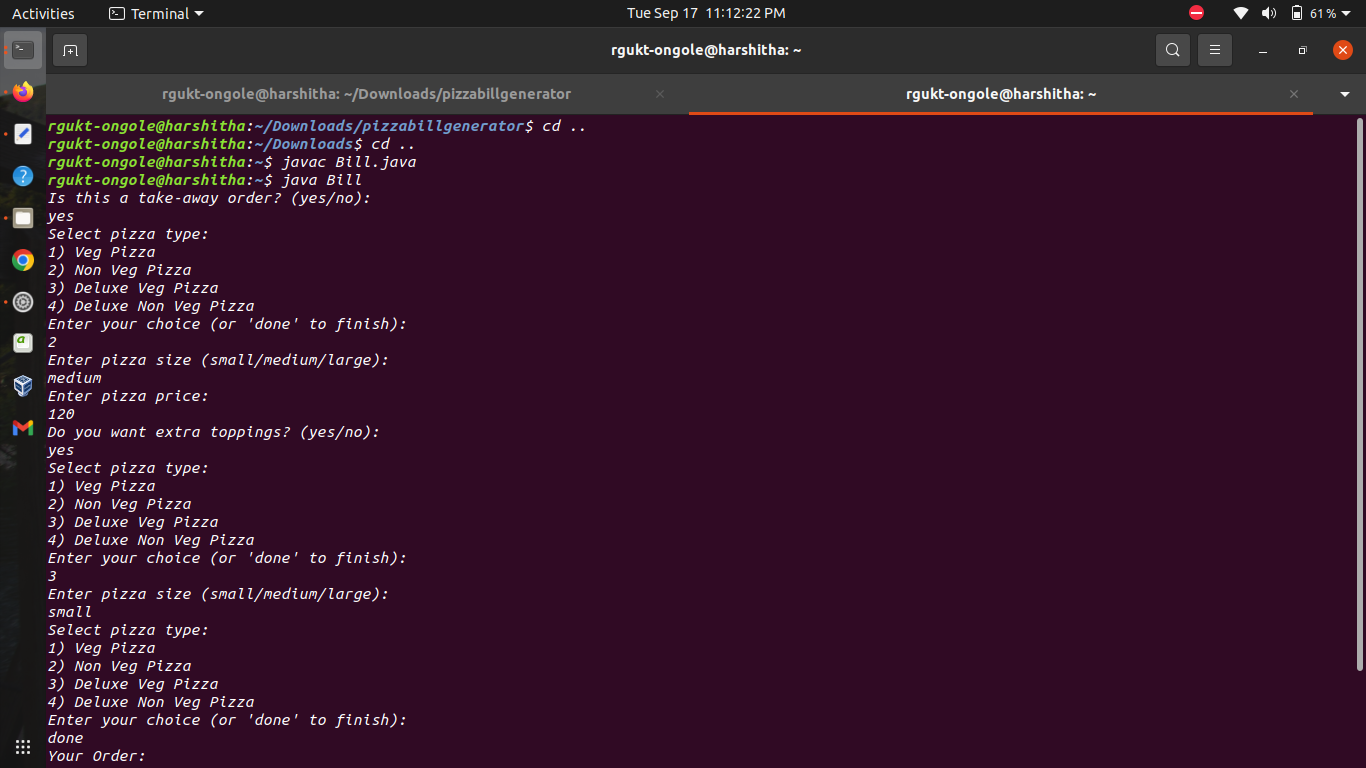 Activities
Terminal
Tue Sep 17 11:12:22 PM
61 %
rgukt-ongole@harshitha: ~
rgukt-ongole@harshitha: ~/Downloads/pizzabillgenerator
rgukt-ongole@harshitha: ~
rgukt-ongole@harshitha:~/Downloads/pizzabillgenerator$ cd ..
rgukt-ongole@harshitha:~/Downloads$ cd ..
rgukt-ongole@harshitha:~$ javac Bill.java
rgukt-ongole@harshitha:~$ java Bill
Is this a take-away order? (yes/no):
yes
Select pizza type:
1) Veg Pizza
2) Non Veg Pizza
3) Deluxe Veg Pizza
4) Deluxe Non Veg Pizza
Enter your choice (or 'done' to finish):
2
Enter pizza size (small/medium/large):
medium
Enter pizza price:
120
Do you want extra toppings? (yes/no):
yes
Select pizza type:
1) Veg Pizza
2) Non Veg Pizza
3) Deluxe Veg Pizza
4) Deluxe Non Veg Pizza
Enter your choice (or 'done' to finish):
3
Enter pizza size (small/medium/large):
small
Select pizza type:
1) Veg Pizza
2) Non Veg Pizza
3) Deluxe Veg Pizza
4) Deluxe Non Veg Pizza
Enter your choice (or 'done' to finish):
done
Your Order: